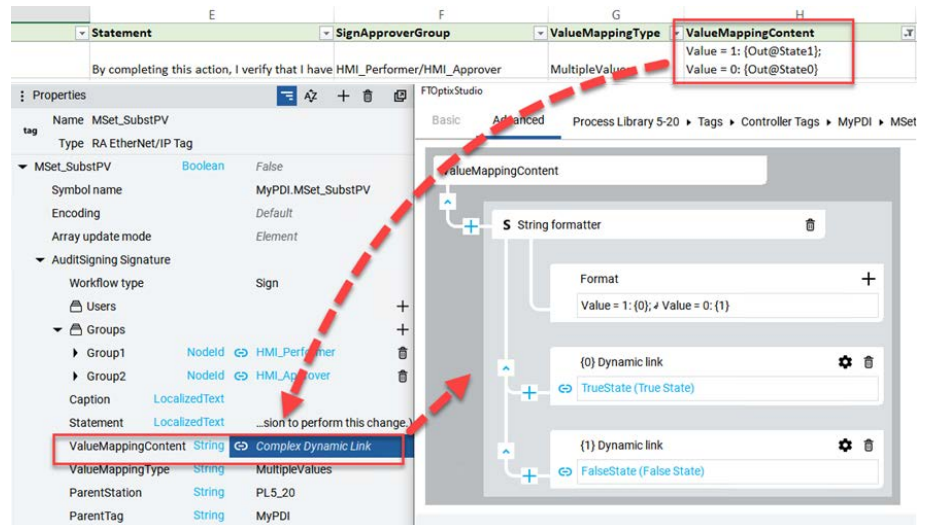 E F G H
Statement SignApproverGroup ValueMappingType ValueMappingContent
Value = 1: {Out@State1};
By completing this action, I verify that I have HMI_Performer/HMI_Approver MultipleValues Value = 0: {Out@State0}
Properties
Name MSet_SubstPV
tag
Type RA EtherNet/IP Tag
MSet_SubstPV Boolean False
Symbol name MyPDI.MSet_SubstPV
Encoding Default
Array update mode Element
AuditSigning Signature
Workflow type Sign
Users
Groups
Group1 NodeId HMI_Performer
Group2 NodeId HMI_Approver
Caption LocalizedText
Statement LocalizedText ...sion to perform this change.)
ValueMappingContent String Complex Dynamic Link
ValueMappingType String MultipleValues
ParentStation String PL5_20
ParentTag String MyPDI
FTOptixStudio
Basic Advanced Process Library 5-20 Tags Controller Tags MyPDI MSet
ValueMappingContent
S String formatter
Format
Value = 1: {0};↲ Value = 0: {1}
{0} Dynamic link
TrueState (True State)
{1} Dynamic link
FalseState (False State)